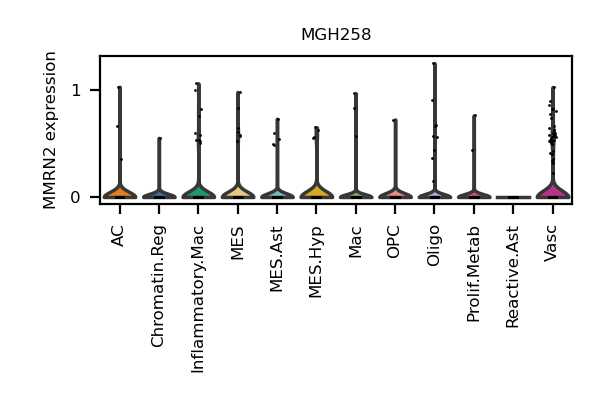 MGH258
MMRN2 expression
1
0
AC
Chromatin.Reg
Inflammatory.Mac
MES
MES.Ast
MES.Hyp
Mac
OPC
Oligo
Prolif.Metab
Reactive.Ast
Vasc